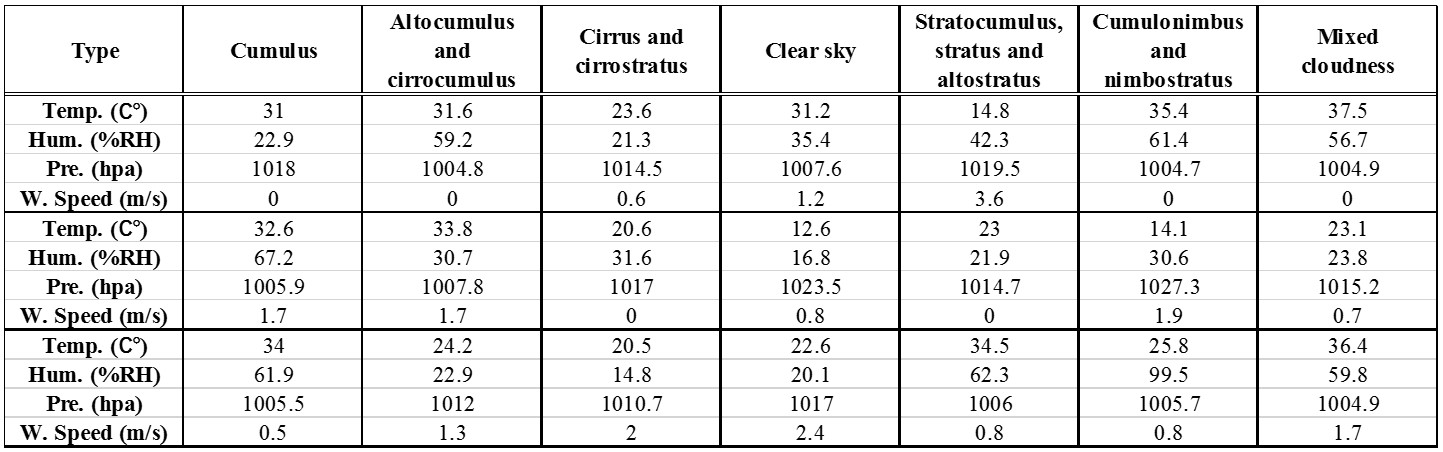 Type Cumulus Altocumulus and cirrocumulus Cirrus and cirrostratus Clear sky Stratocumulus, stratus and altostratus Cumulonimbus and nimbostratus Mixed cloudness
Temp. (C°) 31 31.6 23.6 31.2 14.8 35.4 37.5
Hum. (%RH) 22.9 59.2 21.3 35.4 42.3 61.4 56.7
Pre. (hpa) 1018 1004.8 1014.5 1007.6 1019.5 1004.7 1004.9
W. Speed (m/s) 0 0 0.6 1.2 3.6 0 0
Temp. (C°) 32.6 33.8 20.6 12.6 23 14.1 23.1
Hum. (%RH) 67.2 30.7 31.6 16.8 21.9 30.6 23.8
Pre. (hpa) 1005.9 1007.8 1017 1023.5 1014.7 1027.3 1015.2
W. Speed (m/s) 1.7 1.7 0 0.8 0 1.9 0.7
Temp. (C°) 34 24.2 20.5 22.6 34.5 25.8 36.4
Hum. (%RH) 61.9 22.9 14.8 20.1 62.3 99.5 59.8
Pre. (hpa) 1005.5 1012 1010.7 1017 1006 1005.7 1004.9
W. Speed (m/s) 0.5 1.3 2 2.4 0.8 0.8 1.7